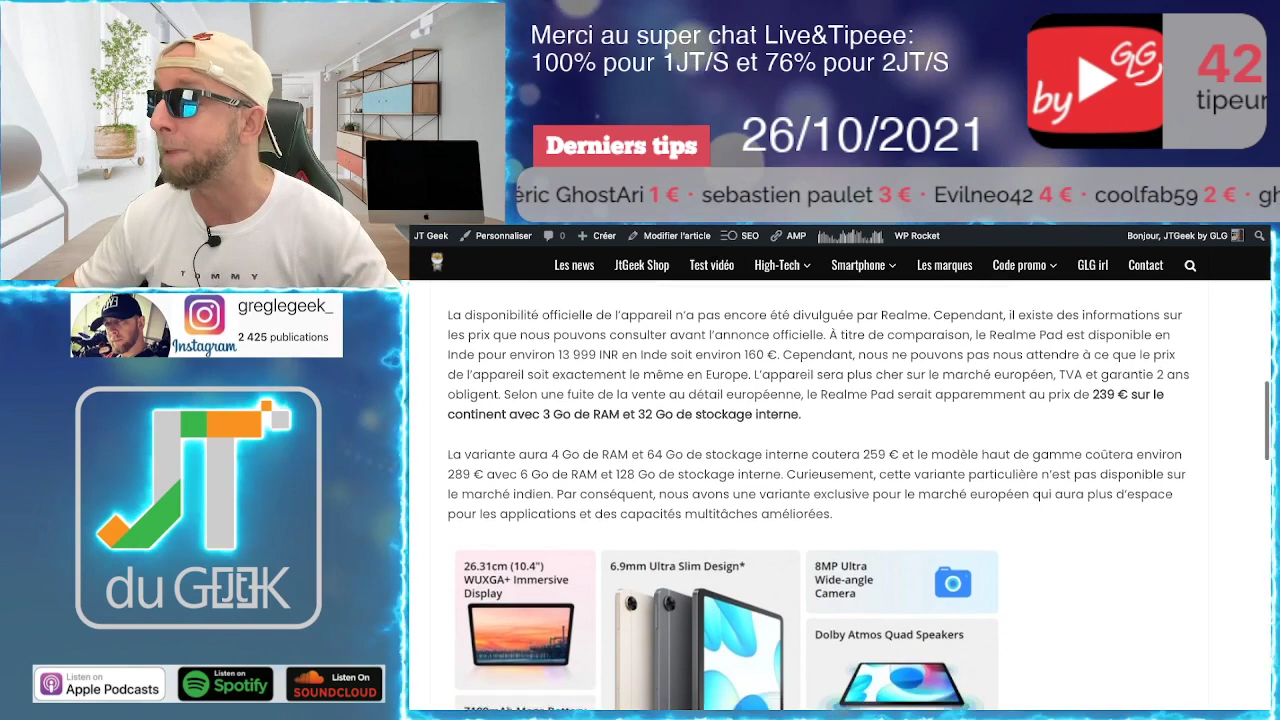 Merci au super chat Live&Tipeee:
100% pour 1JT/S et 76% pour 2JT/S
Derniers tips
26/10/2021
by
GLG
42
tipeur
éric GhostAri 1 € · sebastien paulet 3 € · Evilneo42 4 € · coolfab59 2 € · gh
TOMMY
JT Geek Personnaliser 0 Créer Modifier l'article SEO AMP WP Rocket Bonjour, JTGeek by GLG
Les news JtGeek Shop Test vidéo High-Tech Smartphone Les marques Code promo GLG irl Contact
La disponibilité officielle de l'appareil n'a pas encore été divulguée par Realme. Cependant, il existe des informations sur
les prix que nous pouvons consulter avant l'annonce officielle. À titre de comparaison, le Realme Pad est disponible en
Inde pour environ 13 999 INR en Inde soit environ 160 €. Cependant, nous ne pouvons pas nous attendre à ce que le prix
de l'appareil soit exactement le même en Europe. L'appareil sera plus cher sur le marché européen, TVA et garantie 2 ans
obligent. Selon une fuite de la vente au détail européenne, le Realme Pad serait apparemment au prix de 239 € sur le
continent avec 3 Go de RAM et 32 Go de stockage interne.
La variante aura 4 Go de RAM et 64 Go de stockage interne coutera 259 € et le modèle haut de gamme coûtera environ
289 € avec 6 Go de RAM et 128 Go de stockage interne. Curieusement, cette variante particulière n'est pas disponible sur
le marché indien. Par conséquent, nous avons une variante exclusive pour le marché européen qui aura plus d'espace
pour les applications et des capacités multitâches améliorées.
26.31cm (10.4")
WUXGA+ Immersive
Display
6.9mm Ultra Slim Design*
8MP Ultra
Wide-angle
Camera
Dolby Atmos Quad Speakers
greglegeek_
2 425 publications
Instagram
JT
du GEEK
Listen on
Apple Podcasts
Listen on
Spotify
Listen On
SOUNDCLOUD